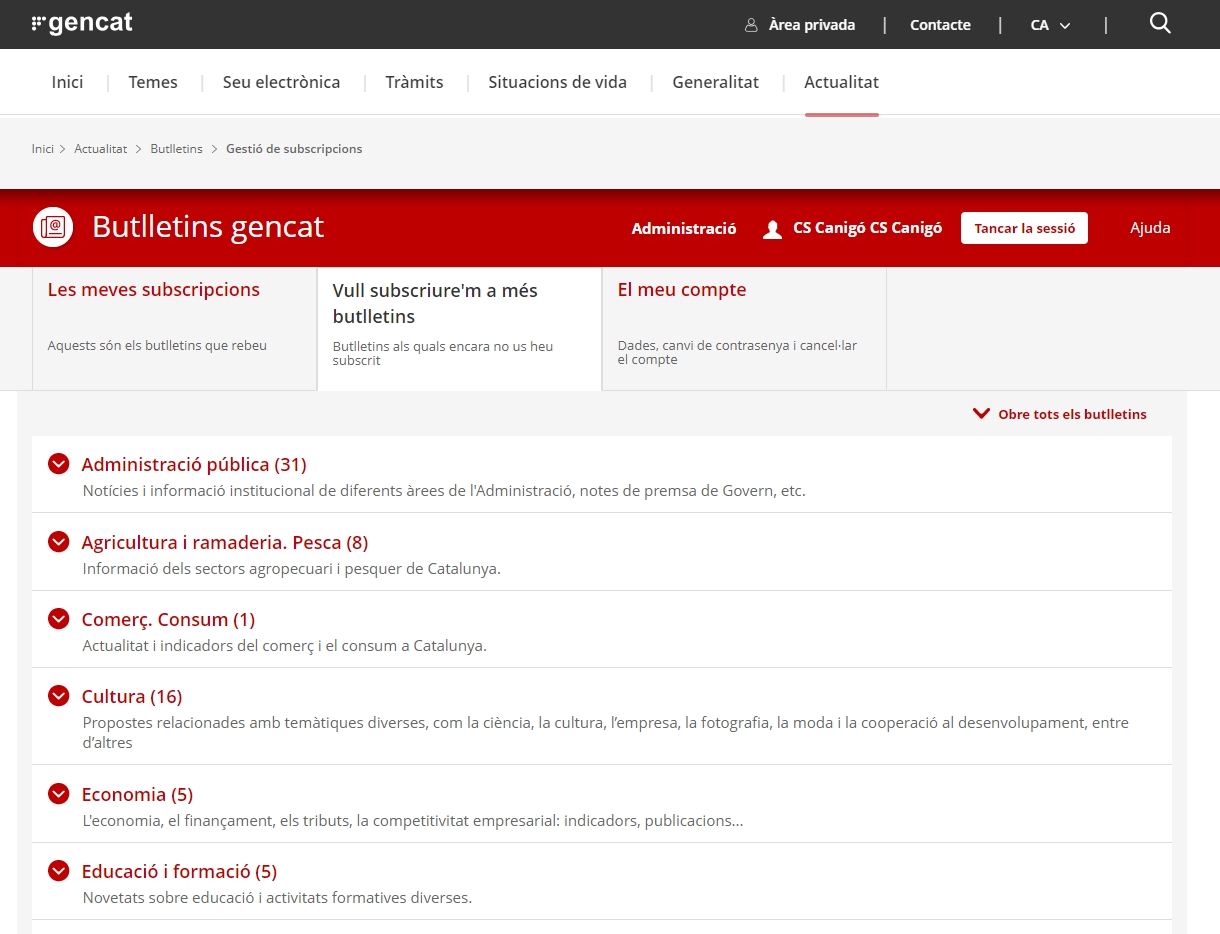 gencat
Àrea privada | Contacte | CA |
Inici | Temes | Seu electrònica | Tràmits | Situacions de vida | Generalitat | Actualitat
Inici > Actualitat > Butlletins > Gestió de subscripcions
Butlletins gencat
Administració CS Canigó CS Canigó Tancar la sessió Ajuda
Les meves subscripcions
Aquests són els butlletins que rebeu
Vull subscriure'm a més
butlletins
Butlletins als quals encara no us heu
subscrit
El meu compte
Dades, canvi de contrasenya i cancel·lar
el compte
Obre tots els butlletins
Administració pública (31)
Notícies i informació institucional de diferents àrees de l'Administració, notes de premsa de Govern, etc.
Agricultura i ramaderia. Pesca (8)
Informació dels sectors agropecuari i pesquer de Catalunya.
Comerç. Consum (1)
Actualitat i indicadors del comerç i el consum a Catalunya.
Cultura (16)
Propostes relacionades amb temàtiques diverses, com la ciència, la cultura, l’empresa, la fotografia, la moda i la cooperació al desenvolupament, entre
d’altres
Economia (5)
L'economia, el finançament, els tributs, la competitivitat empresarial: indicadors, publicacions...
Educació i formació (5)
Novetats sobre educació i activitats formatives diverses.